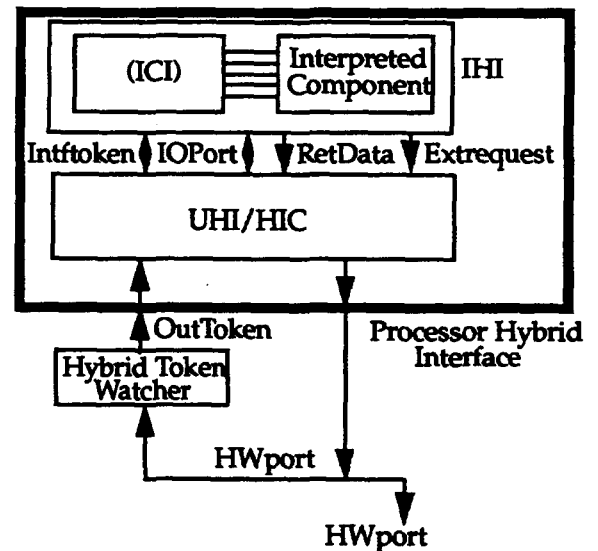 (ICI)
Interpreted
Component
IHI
Intftoken
IOPort
RetData
Extrequest
UHI/HIC
OutToken
Processor Hybrid
Interface
Hybrid Token
Watcher
HWport
HWport